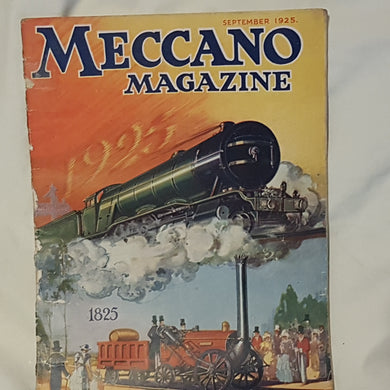 SEPTEMBER 1925.
MECCANO
MAGAZINE
1925
1825